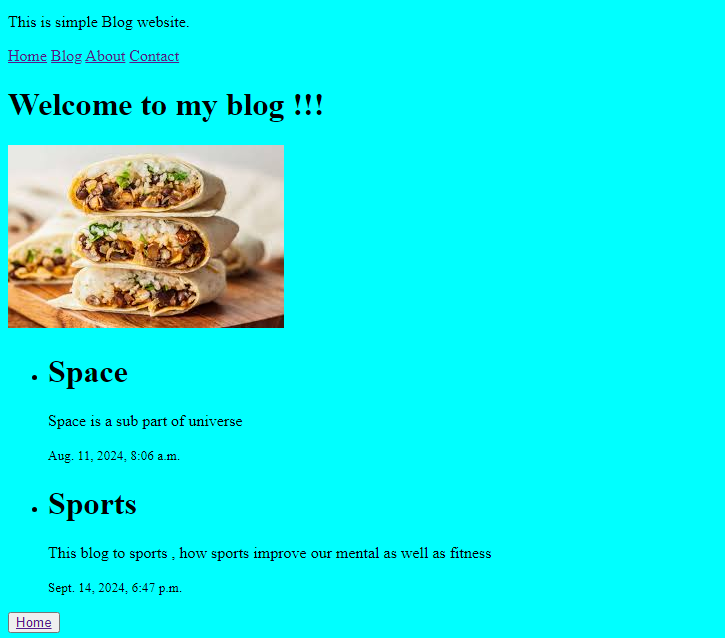 This is simple Blog website.
Home Blog About Contact
Welcome to my blog !!!
Space
Space is a sub part of universe
Aug. 11, 2024, 8:06 a.m.
Sports
This blog to sports , how sports improve our mental as well as fitness
Sept. 14, 2024, 6:47 p.m.
Home